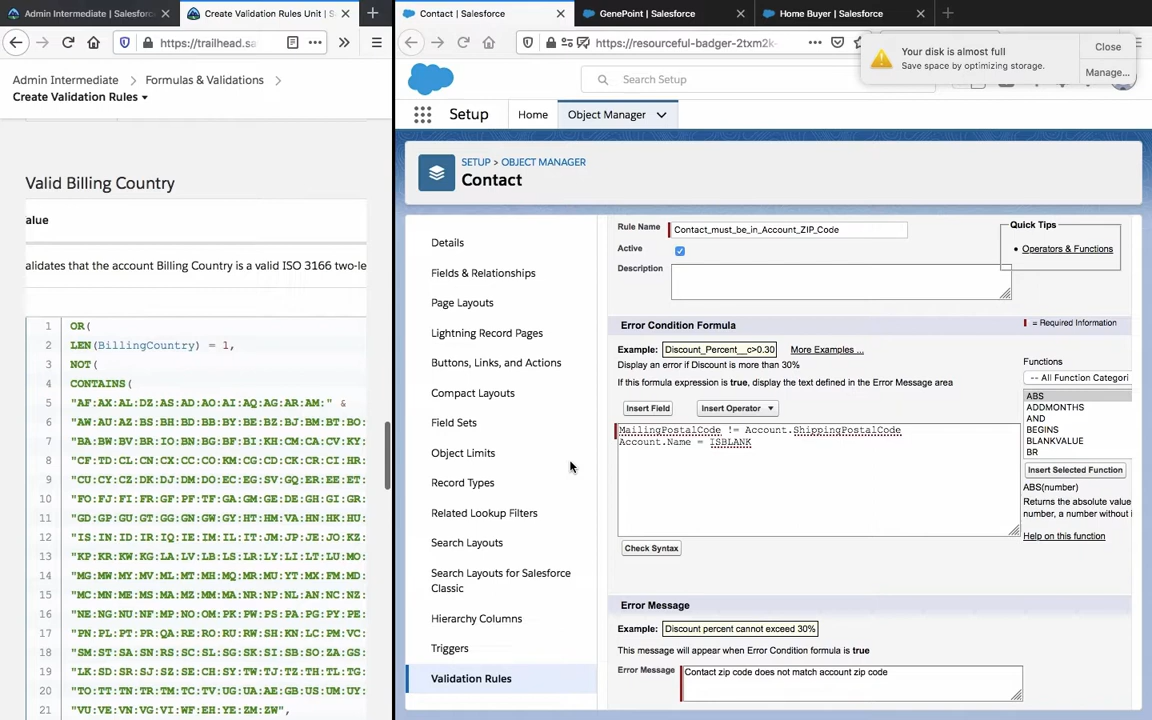 Admin Intermediate | Salesforc
Create Validation Rules Unit | S
Contact | Salesforce
GenePoint | Salesforce
Home Buyer | Salesforce
https://trailhead.sa
https://resourceful-badger-2txm2k-
Your disk is almost full
Save space by optimizing storage.
Close
Manage...
Admin Intermediate
Formulas & Validations
Create Validation Rules
Search Setup
Setup
Home
Object Manager
SETUP > OBJECT MANAGER
Contact
Valid Billing Country
alue
alidates that the account Billing Country is a valid ISO 3166 two-le
1 OR(
2 LEN(BillingCountry) = 1,
3 NOT(
4 CONTAINS(
5 "AF:AX:AL:DZ:AS:AD:AO:AI:AQ:AG:AR:AM:" &
6 "AW:AU:AZ:BS:BH:BD:BB:BY:BE:BZ:BJ:BM:BT:BO:
7 "BA:BW:BV:BR:IO:BN:BG:BF:BI:KH:CM:CA:CV:KY:
8 "CF:TD:CL:CN:CX:CC:CO:KM:CG:CD:CK:CR:CI:HR:
9 "CU:CY:CZ:DK:DJ:DM:DO:EC:EG:SV:GQ:ER:EE:ET:
10 "FO:FJ:FI:FR:GF:PF:TF:GA:GM:GE:DE:GH:GI:GR:
11 "GD:GP:GU:GT:GG:GN:GW:GY:HT:HM:VA:HN:HK:HU:
12 "IS:IN:ID:IR:IQ:IE:IM:IL:IT:JM:JP:JE:JO:KZ:
13 "KP:KR:KW:KG:LA:LV:LB:LS:LR:LY:LI:LT:LU:MO:
14 "MG:MW:MY:MV:ML:MT:MH:MQ:MR:MU:YT:MX:FM:MD:
15 "MC:MN:ME:MS:MA:MZ:MM:NA:NR:NP:NL:AN:NC:NZ:
16 "NE:NG:NU:NF:MP:NO:OM:PK:PW:PS:PA:PG:PY:PE:
17 "PN:PL:PT:PR:QA:RE:RO:RU:RW:SH:KN:LC:PM:VC:
18 "SM:ST:SA:SN:RS:SC:SL:SG:SK:SI:SB:SO:ZA:GS:
19 "LK:SD:SR:SJ:SZ:SE:CH:SY:TW:TJ:TZ:TH:TL:TG:
20 "TO:TT:TN:TR:TM:TC:TV:UG:UA:AE:GB:US:UM:UY:
21 "VU:VE:VN:VG:VI:WF:EH:YE:ZM:ZW",
Details
Fields & Relationships
Page Layouts
Lightning Record Pages
Buttons, Links, and Actions
Compact Layouts
Field Sets
Object Limits
Record Types
Related Lookup Filters
Search Layouts
Search Layouts for Salesforce
Classic
Hierarchy Columns
Triggers
Validation Rules
Rule Name
Contact_must_be_in_Account_ZIP_Code
Active
Description
Quick Tips
• Operators & Functions
Error Condition Formula
= Required Information
Example:
Discount_Percent__c>0.30
More Examples ...
Display an error if Discount is more than 30%
If this formula expression is true, display the text defined in the Error Message area
Insert Field
Insert Operator
MailingPostalCode != Account.ShippingPostalCode
Account.Name = ISBLANK
Check Syntax
Functions
-- All Function Categori
ABS
ADDMONTHS
AND
BEGINS
BLANKVALUE
BR
Insert Selected Function
ABS(number)
Returns the absolute value
number, a number without i
Help on this function
Error Message
Example:
Discount percent cannot exceed 30%
This message will appear when Error Condition formula is true
Error Message
Contact zip code does not match account zip code